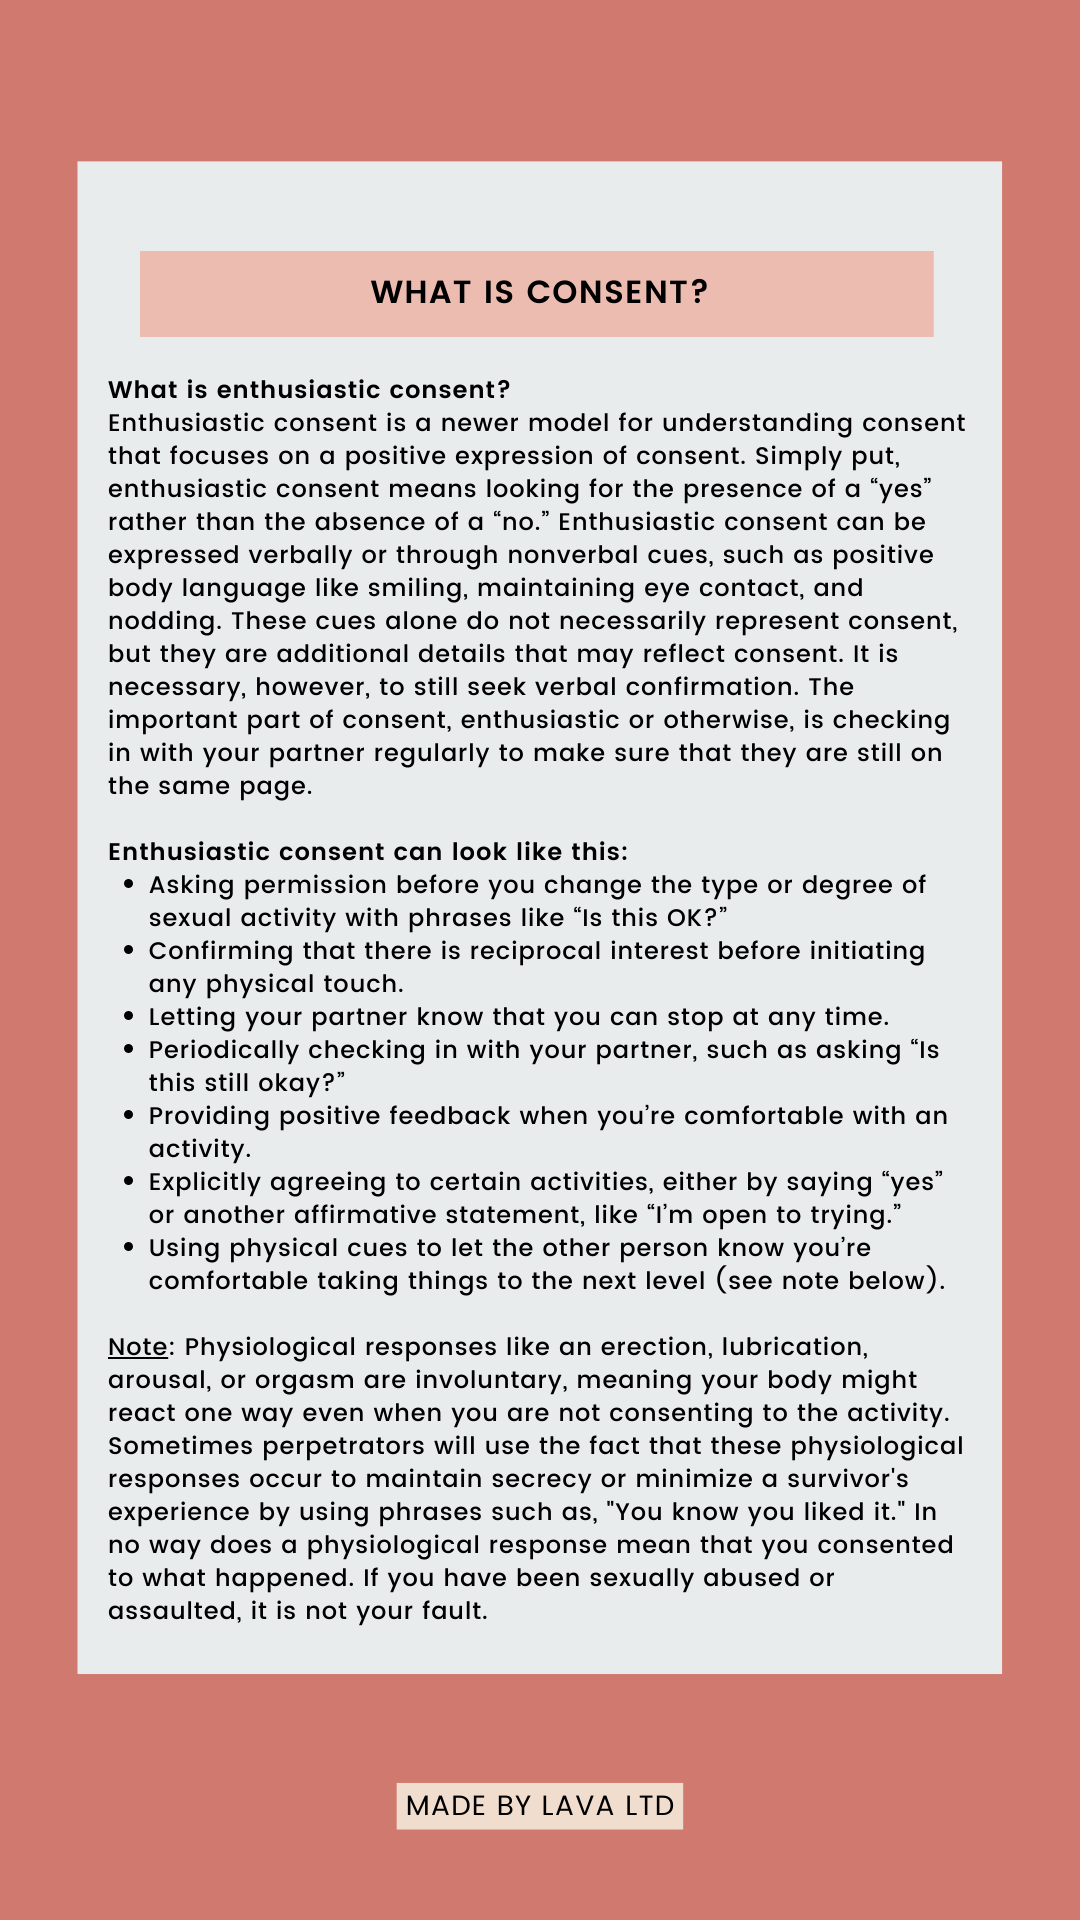 WHAT IS CONSENT?
What is enthusiastic consent?
Enthusiastic consent is a newer model for understanding consent
that focuses on a positive expression of consent. Simply put,
enthusiastic consent means looking for the presence of a “yes”
rather than the absence of a “no.” Enthusiastic consent can be
expressed verbally or through nonverbal cues, such as positive
body language like smiling, maintaining eye contact, and
nodding. These cues alone do not necessarily represent consent,
but they are additional details that may reflect consent. It is
necessary, however, to still seek verbal confirmation. The
important part of consent, enthusiastic or otherwise, is checking
in with your partner regularly to make sure that they are still on
the same page.
Enthusiastic consent can look like this:
• Asking permission before you change the type or degree of
sexual activity with phrases like “Is this OK?”
• Confirming that there is reciprocal interest before initiating
any physical touch.
• Letting your partner know that you can stop at any time.
• Periodically checking in with your partner, such as asking “Is
this still okay?”
• Providing positive feedback when you’re comfortable with an
activity.
• Explicitly agreeing to certain activities, either by saying “yes”
or another affirmative statement, like “I’m open to trying.”
• Using physical cues to let the other person know you’re
comfortable taking things to the next level (see note below).
Note: Physiological responses like an erection, lubrication,
arousal, or orgasm are involuntary, meaning your body might
react one way even when you are not consenting to the activity.
Sometimes perpetrators will use the fact that these physiological
responses occur to maintain secrecy or minimize a survivor's
experience by using phrases such as, "You know you liked it." In
no way does a physiological response mean that you consented
to what happened. If you have been sexually abused or
assaulted, it is not your fault.
MADE BY LAVA LTD